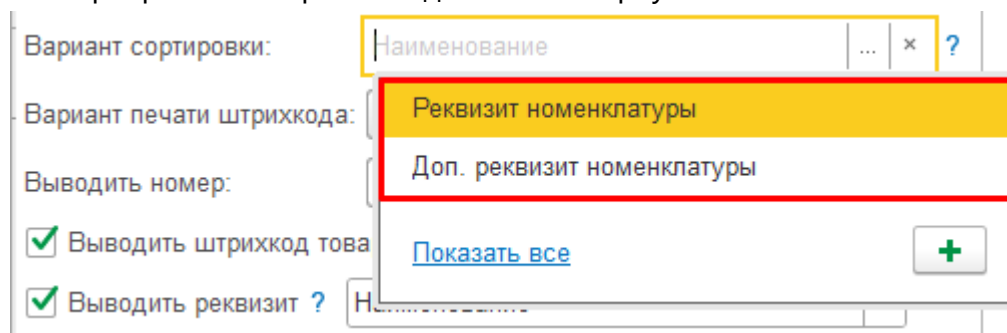 Вариант сортировки: Наименование ... × ?
Вариант печати штрихкода: Реквизит номенклатуры
Доп. реквизит номенклатуры
Выводить номер:
Выводить штрихкод това
Показать все +
Выводить реквизит ?